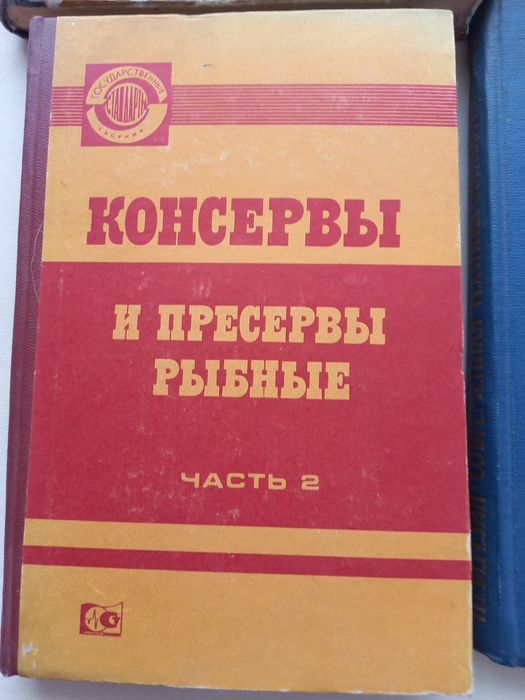 ГОСУДАРСТВЕННЫЕ
СТАНДАРТЫ
СБОРНИК
КОНСЕРВЫ
И ПРЕСЕРВЫ
РЫБНЫЕ
ЧАСТЬ 2